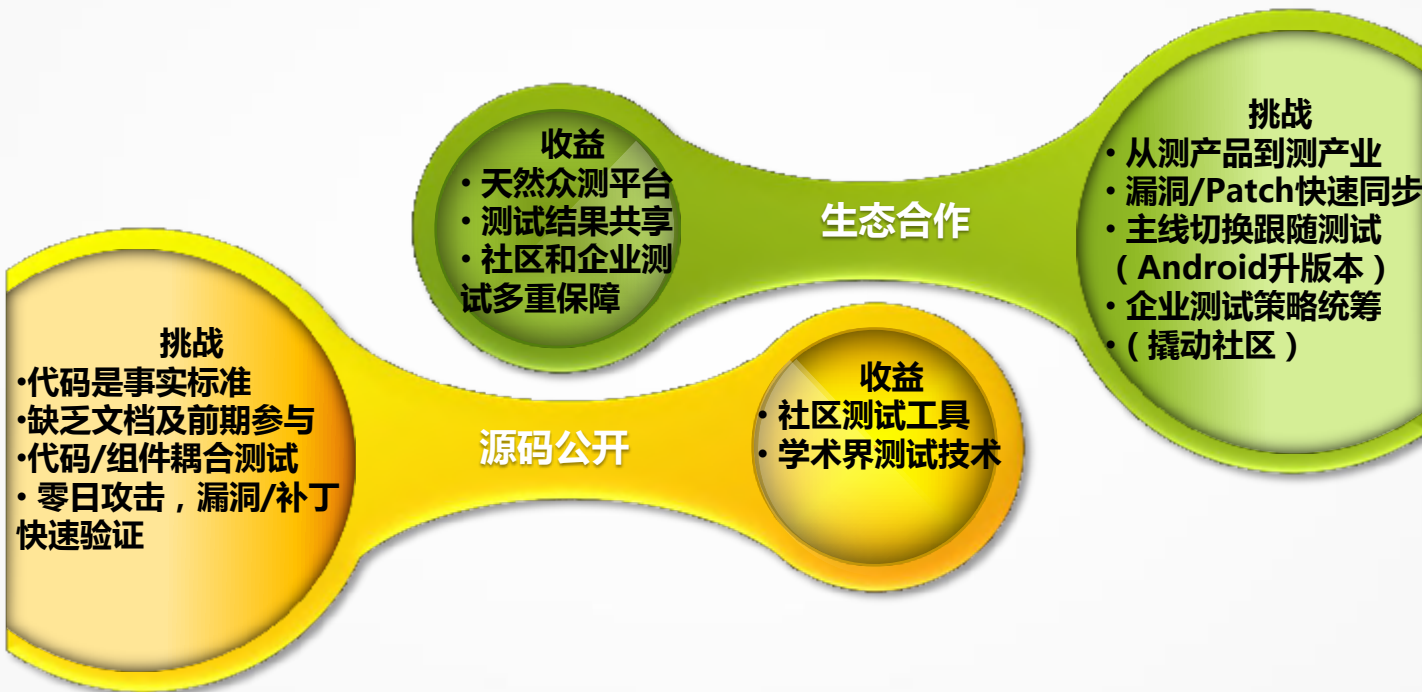 收益
・天然众测平台
・测试结果共享
・社区和企业测
试多重保障
生态合作
挑战
・从测产品到测产业
・漏洞/Patch快速同步
・主线切换跟随测试
（Android升版本）
・企业测试策略统筹
・（撬动社区）
挑战
•代码是事实标准
•缺乏文档及前期参与
•代码/组件耦合测试
• 零日攻击，漏洞/补丁
快速验证
源码公开
收益
・社区测试工具
・学术界测试技术